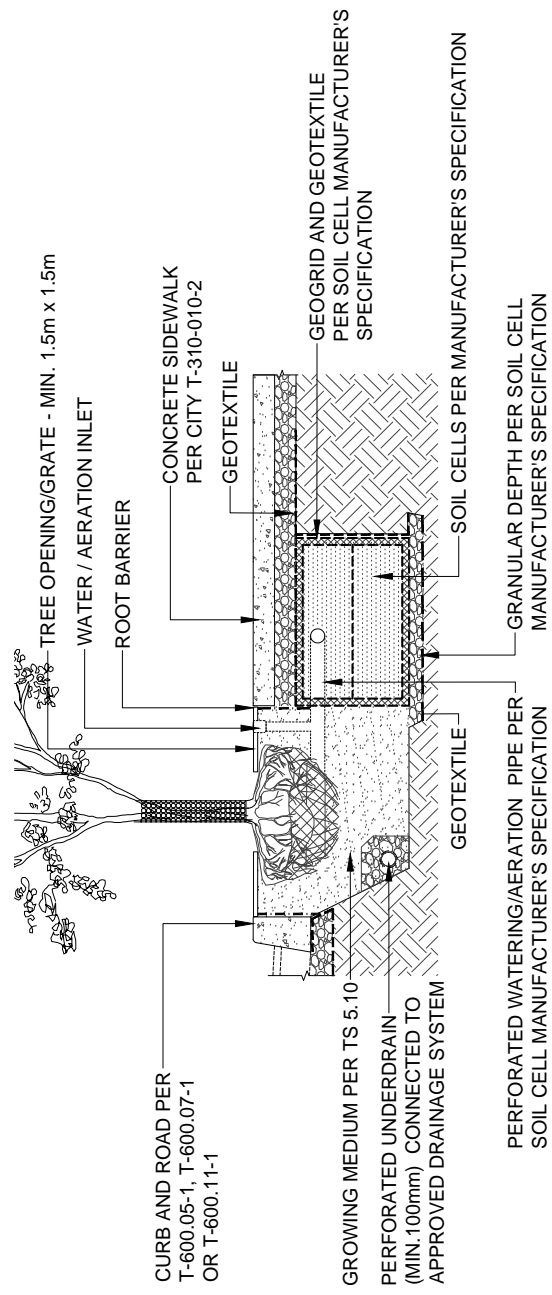 TREE OPENING/GRATE - MIN. 1.5m x 1.5m
WATER / AERATION INLET
ROOT BARRIER
CONCRETE SIDEWALK
PER CITY T-310-010-2
GEOTEXTILE
GEOGRID AND GEOTEXTILE
PER SOIL CELL MANUFACTURER'S
SPECIFICATION
SOIL CELLS PER MANUFACTURER'S SPECIFICATION
GRANULAR DEPTH PER SOIL CELL
MANUFACTURER'S SPECIFICATION
CURB AND ROAD PER
T-600.05-1, T-600.07-1
OR T-600.11-1
GROWING MEDIUM PER TS 5.10
PERFORATED UNDERDRAIN
(MIN.100mm) CONNECTED TO
APPROVED DRAINAGE SYSTEM
GEOTEXTILE
PERFORATED WATERING/AERATION PIPE PER
SOIL CELL MANUFACTURER'S SPECIFICATION